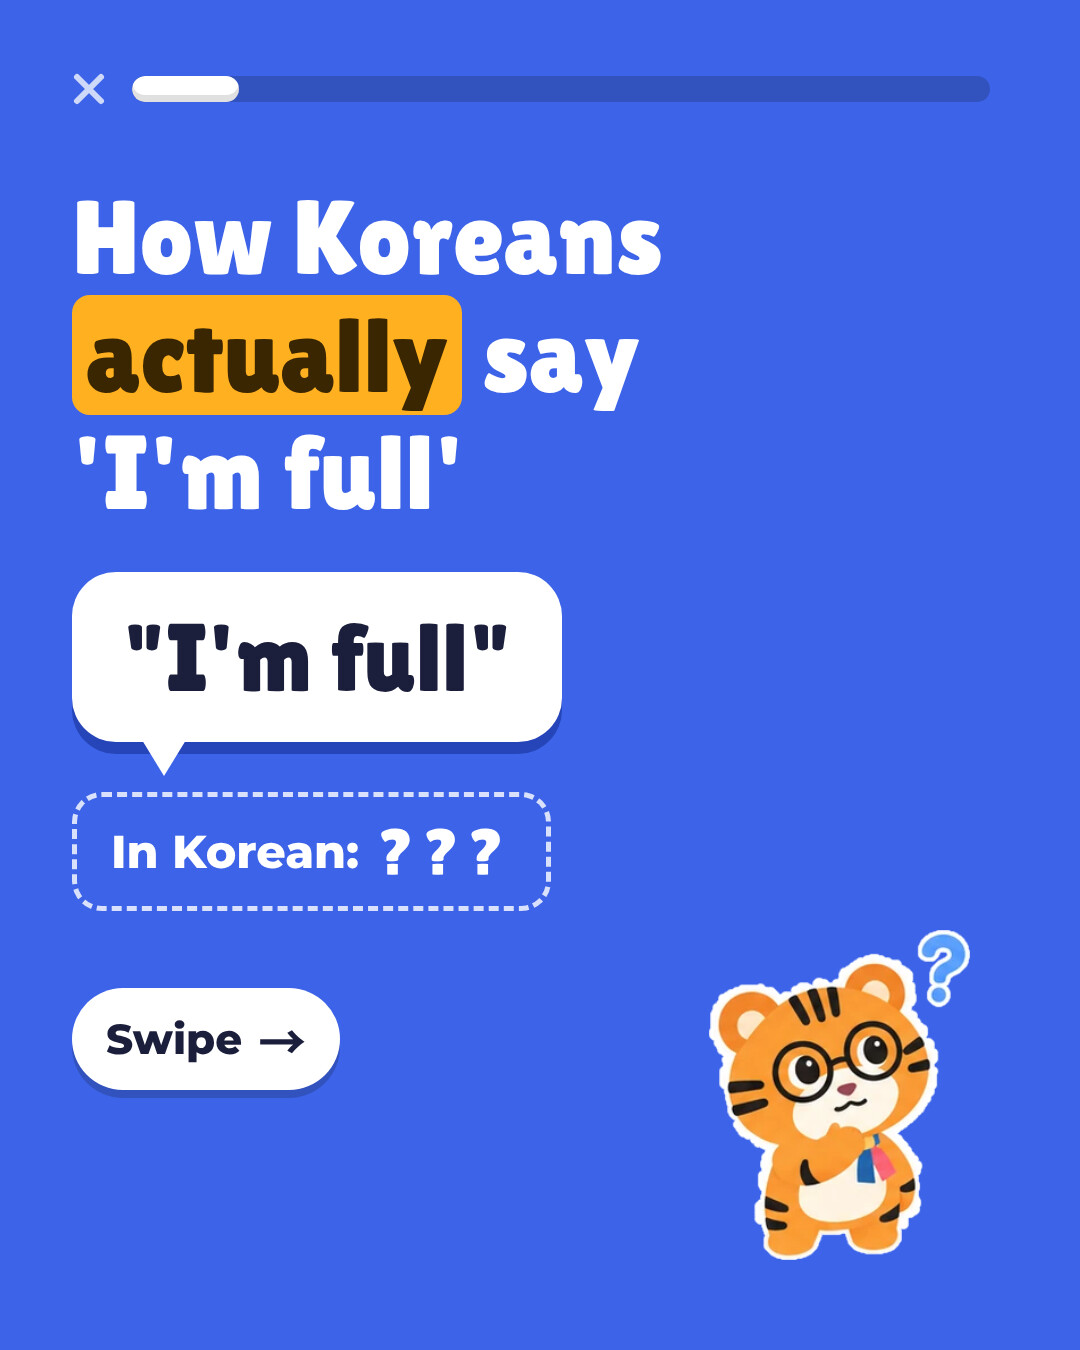 How Koreans
actually say
'I'm full'
"I'm full"
In Korean: ???
Swipe →
?